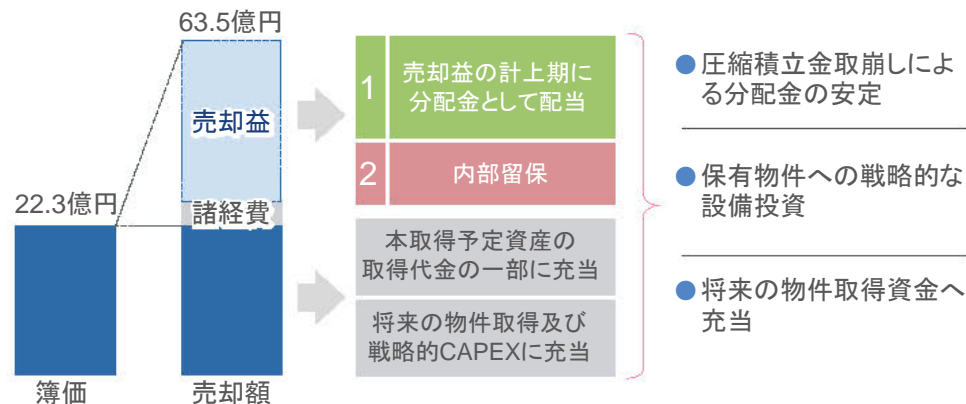 63.5億円
売却益
22.3億円
諸経費
簿価
売却額
1
売却益の計上期に
分配金として配当
2
内部留保
本取得予定資産の
取得代金の一部に充当
将来の物件取得及び
戦略的CAPEXに充当
●圧縮積立金取崩しによ
る分配金の安定
●保有物件への戦略的な
設備投資
●将来の物件取得資金へ
充当